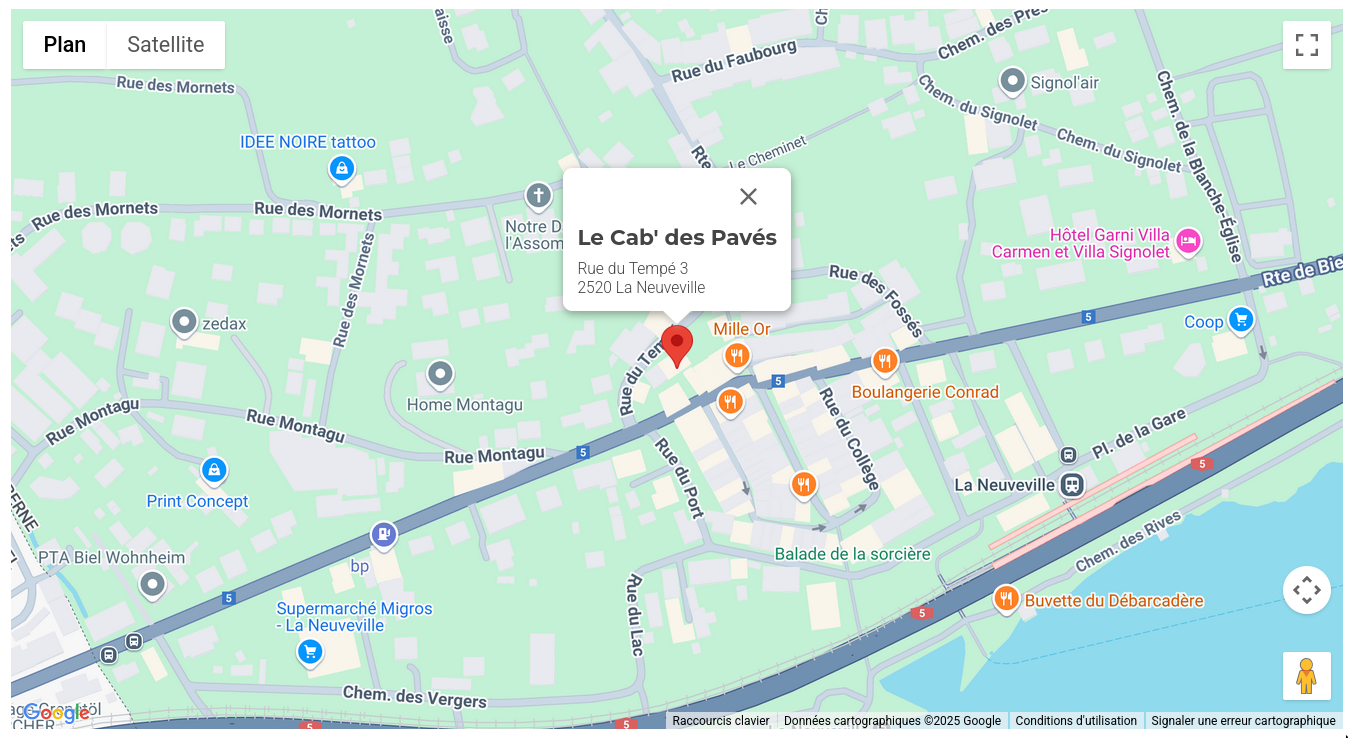 Plan
Satellite
aisse
Rue du Faubourg
Chem. des Prés
Rue des Mornets
Signol'air
Chem. du Signolet
Chem. de la Blanche-Église
IDEE NOIRE tattoo
Chem. du Signolet
Le Cheminet
Rte
Rue des Mornets
Rue des Mornets
Notre D
l'Assom
Le Cab' des Pavés
Rue du Tempé 3
2520 La Neuveville
Hôtel Garni Villa
Carmen et Villa Signolet
Rte de Bie
Rue des Fossés
Rue des Mornets
zedax
Mille Or
5
Coop
Rue du Tem
5
Boulangerie Conrad
Home Montagu
Rue Montagu
Rue Montagu
Rue Montagu
5
Rue du Collège
Pl. de la Gare
5
Rue du Port
La Neuveville
Print Concept
BERNE
Chem. des Rives
PTA Biel Wohnheim
bp
Balade de la sorcière
5
Rue du Lac
Buvette du Débarcadère
5
Supermarché Migros
- La Neuveville
Chem. des Vergers
Google
5
5
Raccourcis clavier
Données cartographiques ©2025 Google
Conditions d'utilisation
Signaler une erreur cartographique